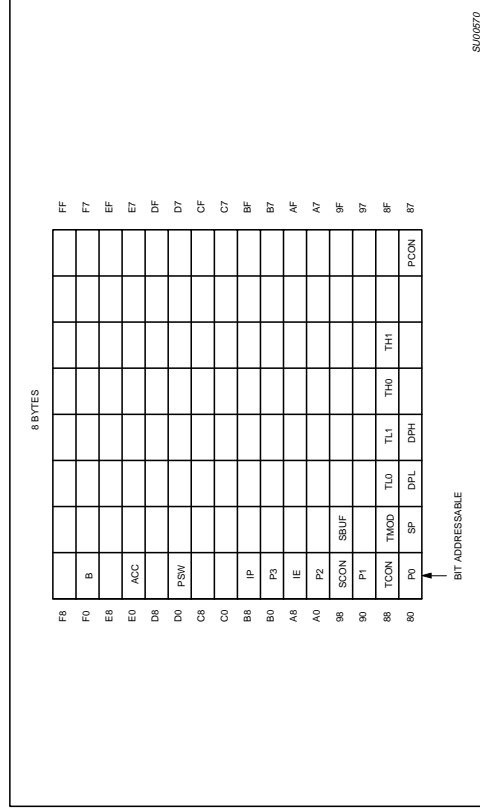 8 BYTES
F8 FF
F0 B F7
E8 EF
E0 ACC E7
D8 DF
D0 PSW D7
C8 CF
C0 C7
B8 IP BF
B0 P3 B7
A8 IE AF
A0 P2 A7
98 SCON SBUF 9F
90 P1 97
88 TCON TMOD TL0 TL1 TH0 TH1 8F
80 P0 SP DPL DPH PCON 87
BIT ADDRESSABLE
SU00570